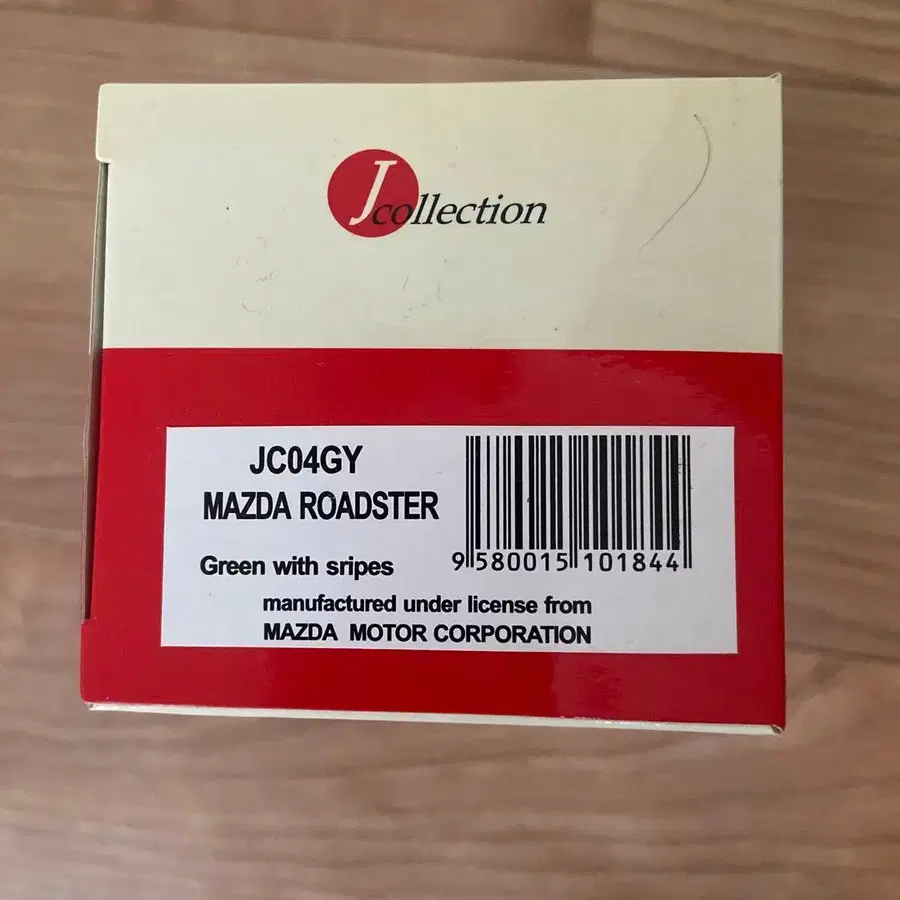 Jcollection
JC04GY
MAZDA ROADSTER
Green with sripes
9 580015 101844
manufactured under license from
MAZDA MOTOR CORPORATION